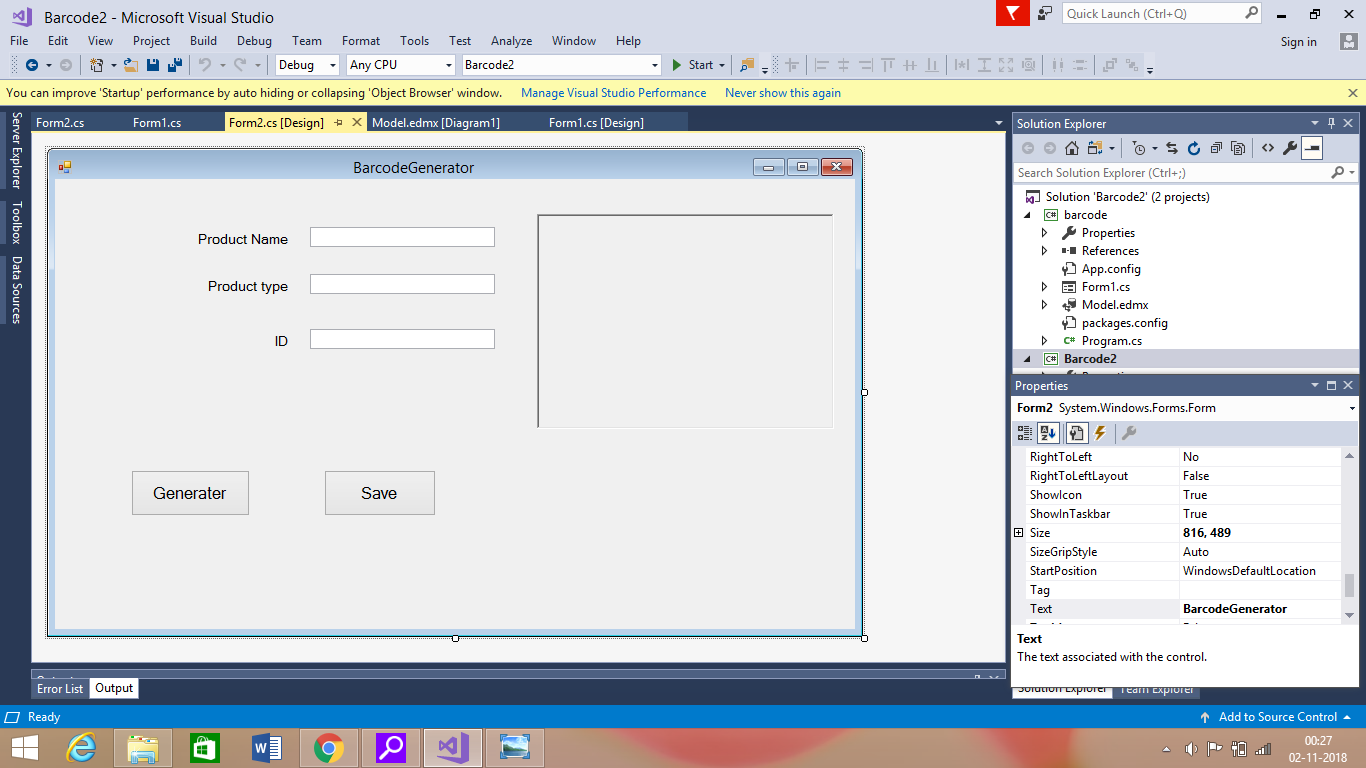 Barcode2 - Microsoft Visual Studio
Quick Launch (Ctrl+Q)
File Edit View Project Build Debug Team Format Tools Test Analyze Window Help
Sign in
Debug Any CPU Barcode2 Start
You can improve 'Startup' performance by auto hiding or collapsing 'Object Browser' window. Manage Visual Studio Performance Never show this again
Server Explorer
Toolbox
Data Sources
Form2.cs Form1.cs Form2.cs [Design] Model.edmx [Diagram1] Form1.cs [Design]
BarcodeGenerator
Product Name
Product type
ID
Generater Save
Solution Explorer
Search Solution Explorer (Ctrl+;)
Solution 'Barcode2' (2 projects)
barcode
Properties
References
App.config
Form1.cs
Model.edmx
packages.config
Program.cs
Barcode2
Properties
Form2 System.Windows.Forms.Form
RightToLeft No
RightToLeftLayout False
ShowIcon True
ShowInTaskbar True
Size 816, 489
SizeGripStyle Auto
StartPosition WindowsDefaultLocation
Tag
Text BarcodeGenerator
Text
The text associated with the control.
Solution Explorer Team Explorer
Error List Output
Ready
Add to Source Control
00:27
02-11-2018